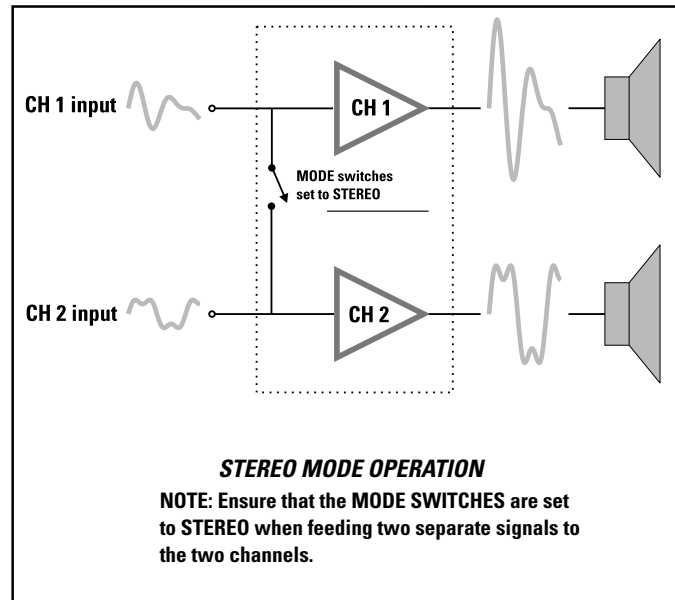 CH 1 input
CH 1
MODE switches
set to STEREO
CH 2 input
CH 2
STEREO MODE OPERATION
NOTE: Ensure that the MODE SWITCHES are set
to STEREO when feeding two separate signals to
the two channels.